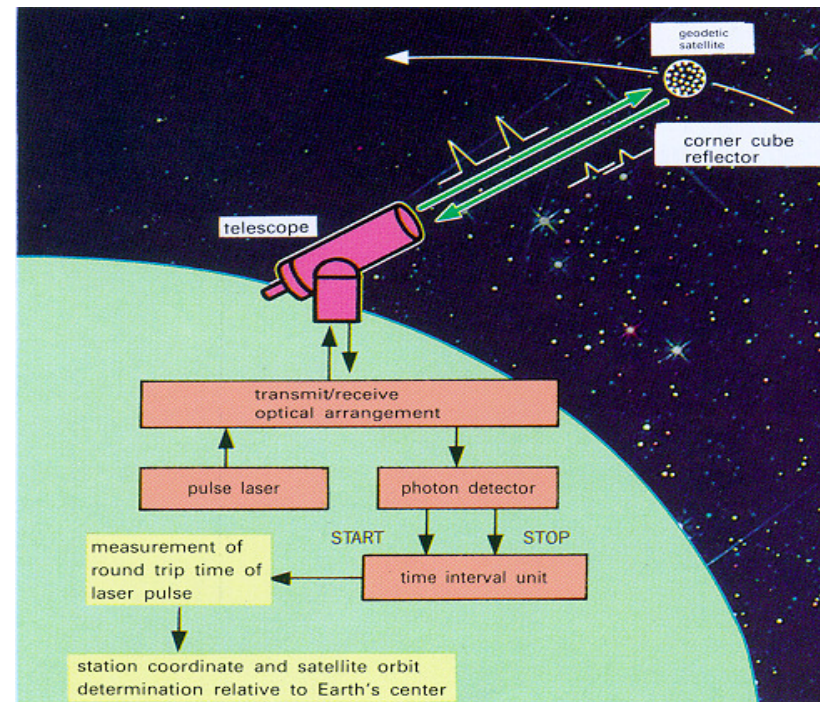 geodetic
satellite
corner cube
reflector
telescope
transmit/receive
optical arrangement
pulse laser
photon detector
START
STOP
measurement of
round trip time of
laser pulse
time interval unit
station coordinate and satellite orbit
determination relative to Earth's center